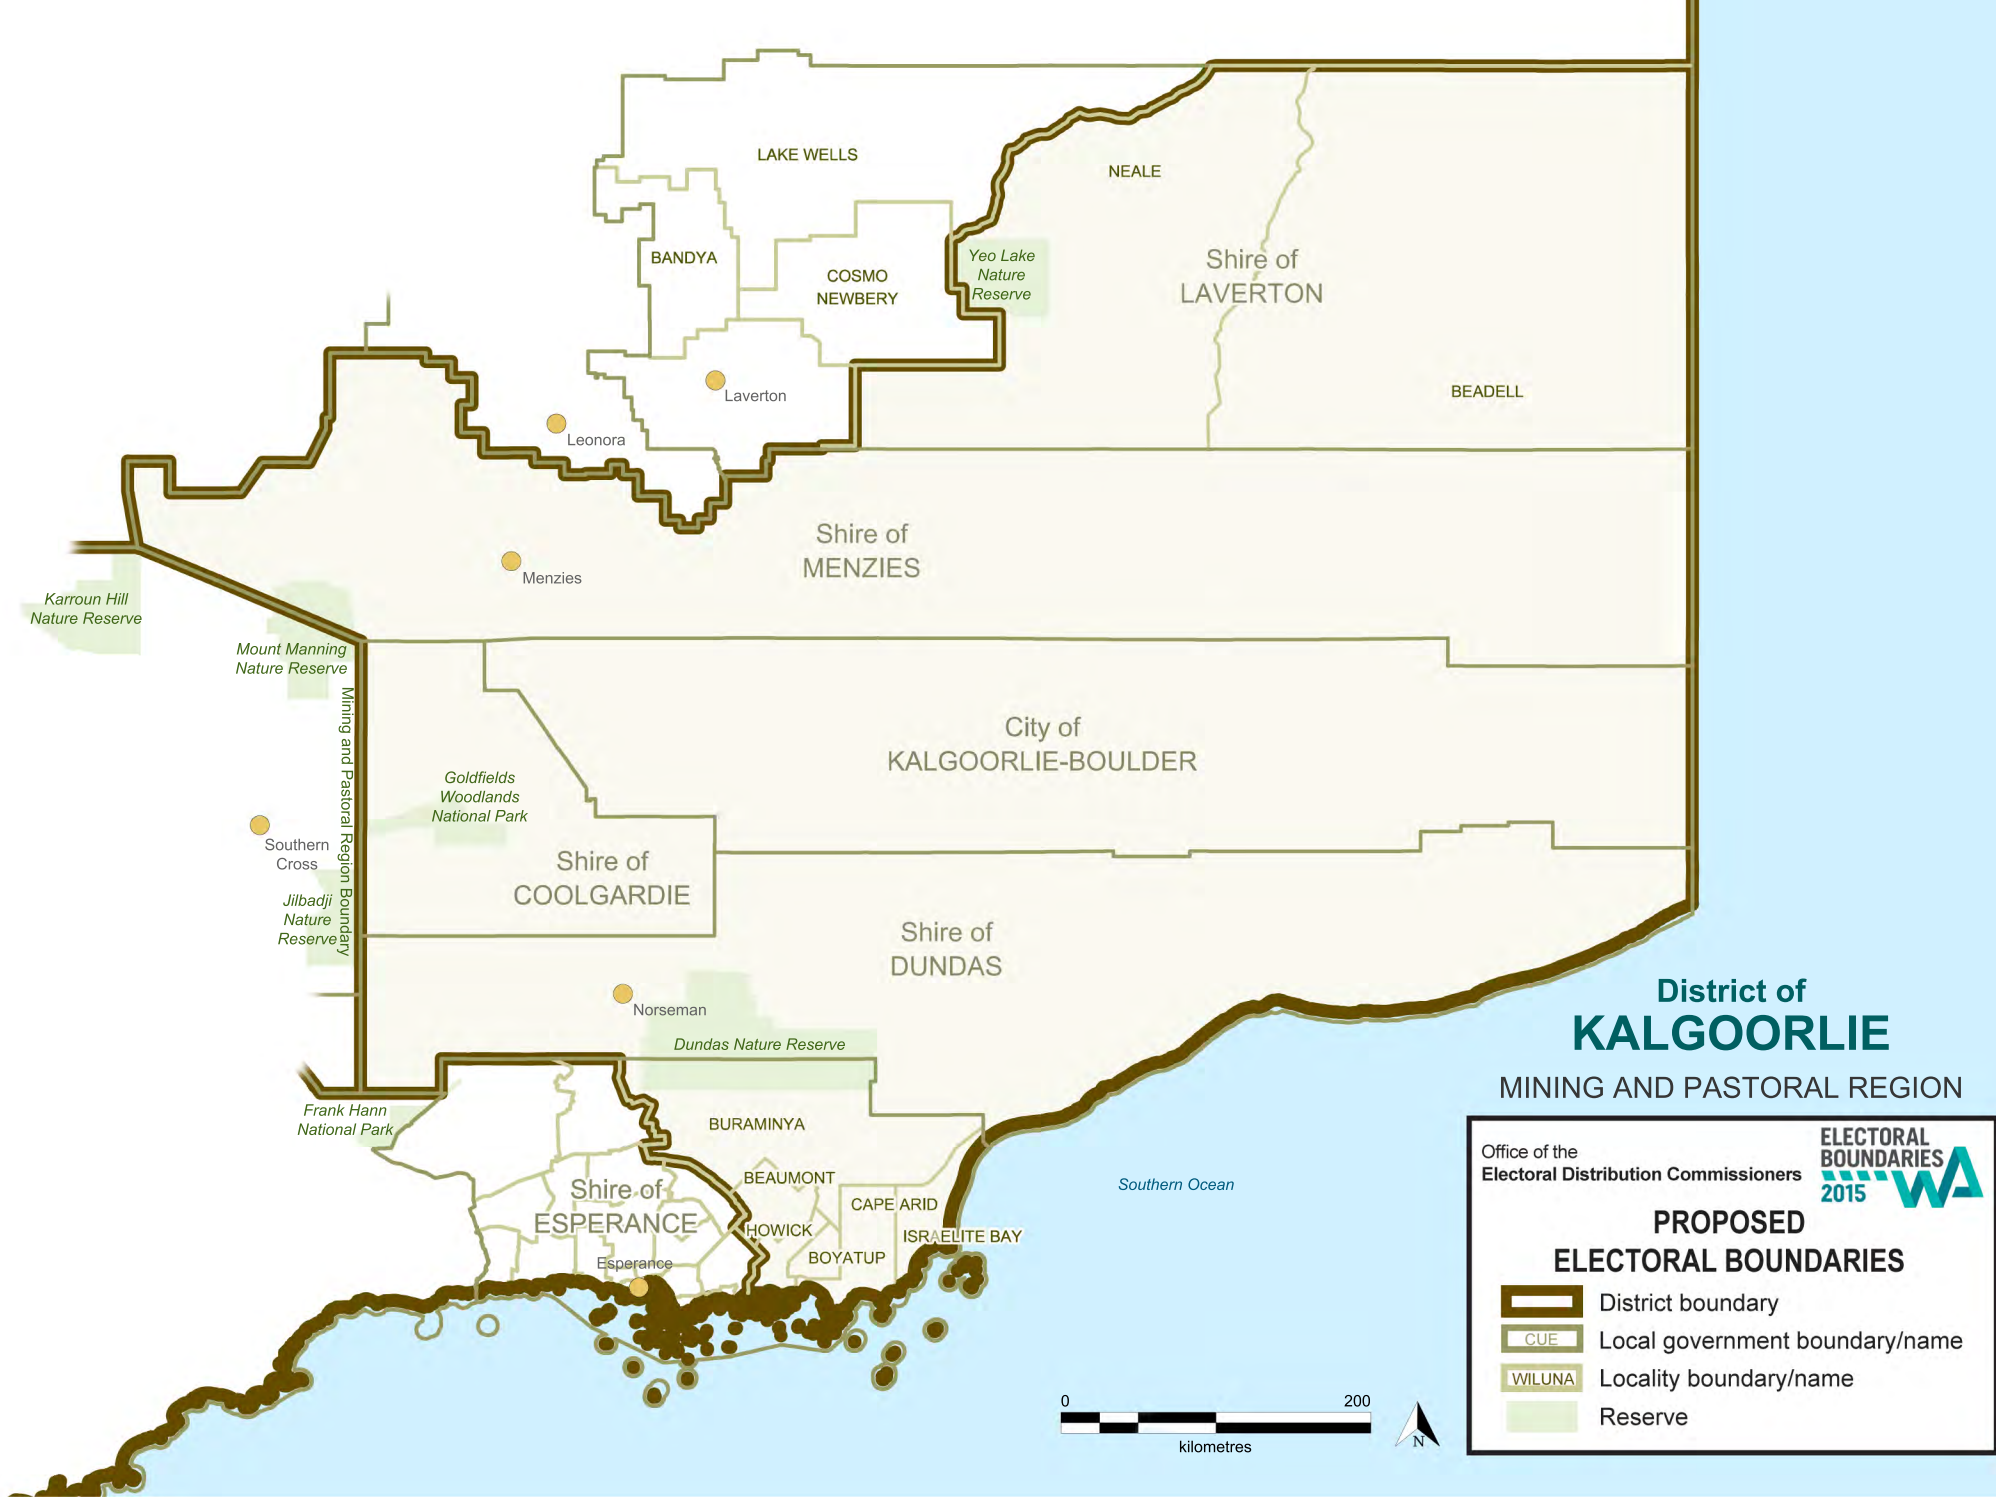 LAKE WELLS
NEALE
BANDYA
COSMO
NEWBERY
Yeo Lake
Nature
Reserve
Shire of
LAVERTON
BEADELL
Laverton
Leonora
Shire of
MENZIES
Menzies
Karroun Hill
Nature Reserve
Mount Manning
Nature Reserve
Mining and Pastoral Region Boundary
City of
KALGOORLIE-BOULDER
Goldfields
Woodlands
National Park
Southern
Cross
Shire of
COOLGARDIE
Jilbadji
Nature
Reserve
Shire of
DUNDAS
Norseman
Dundas Nature Reserve
Frank Hann
National Park
BURAMINYA
BEAUMONT
Shire of
ESPERANCE
CAPE ARID
HOWICK
ISRAELITE BAY
BOYATUP
Esperance
Southern Ocean
District of
KALGOORLIE
MINING AND PASTORAL REGION
Office of the
Electoral Distribution Commissioners
ELECTORAL
BOUNDARIES
2015 WA
PROPOSED
ELECTORAL BOUNDARIES
District boundary
CUE Local government boundary/name
WILUNA Locality boundary/name
Reserve
0 200
kilometres
N